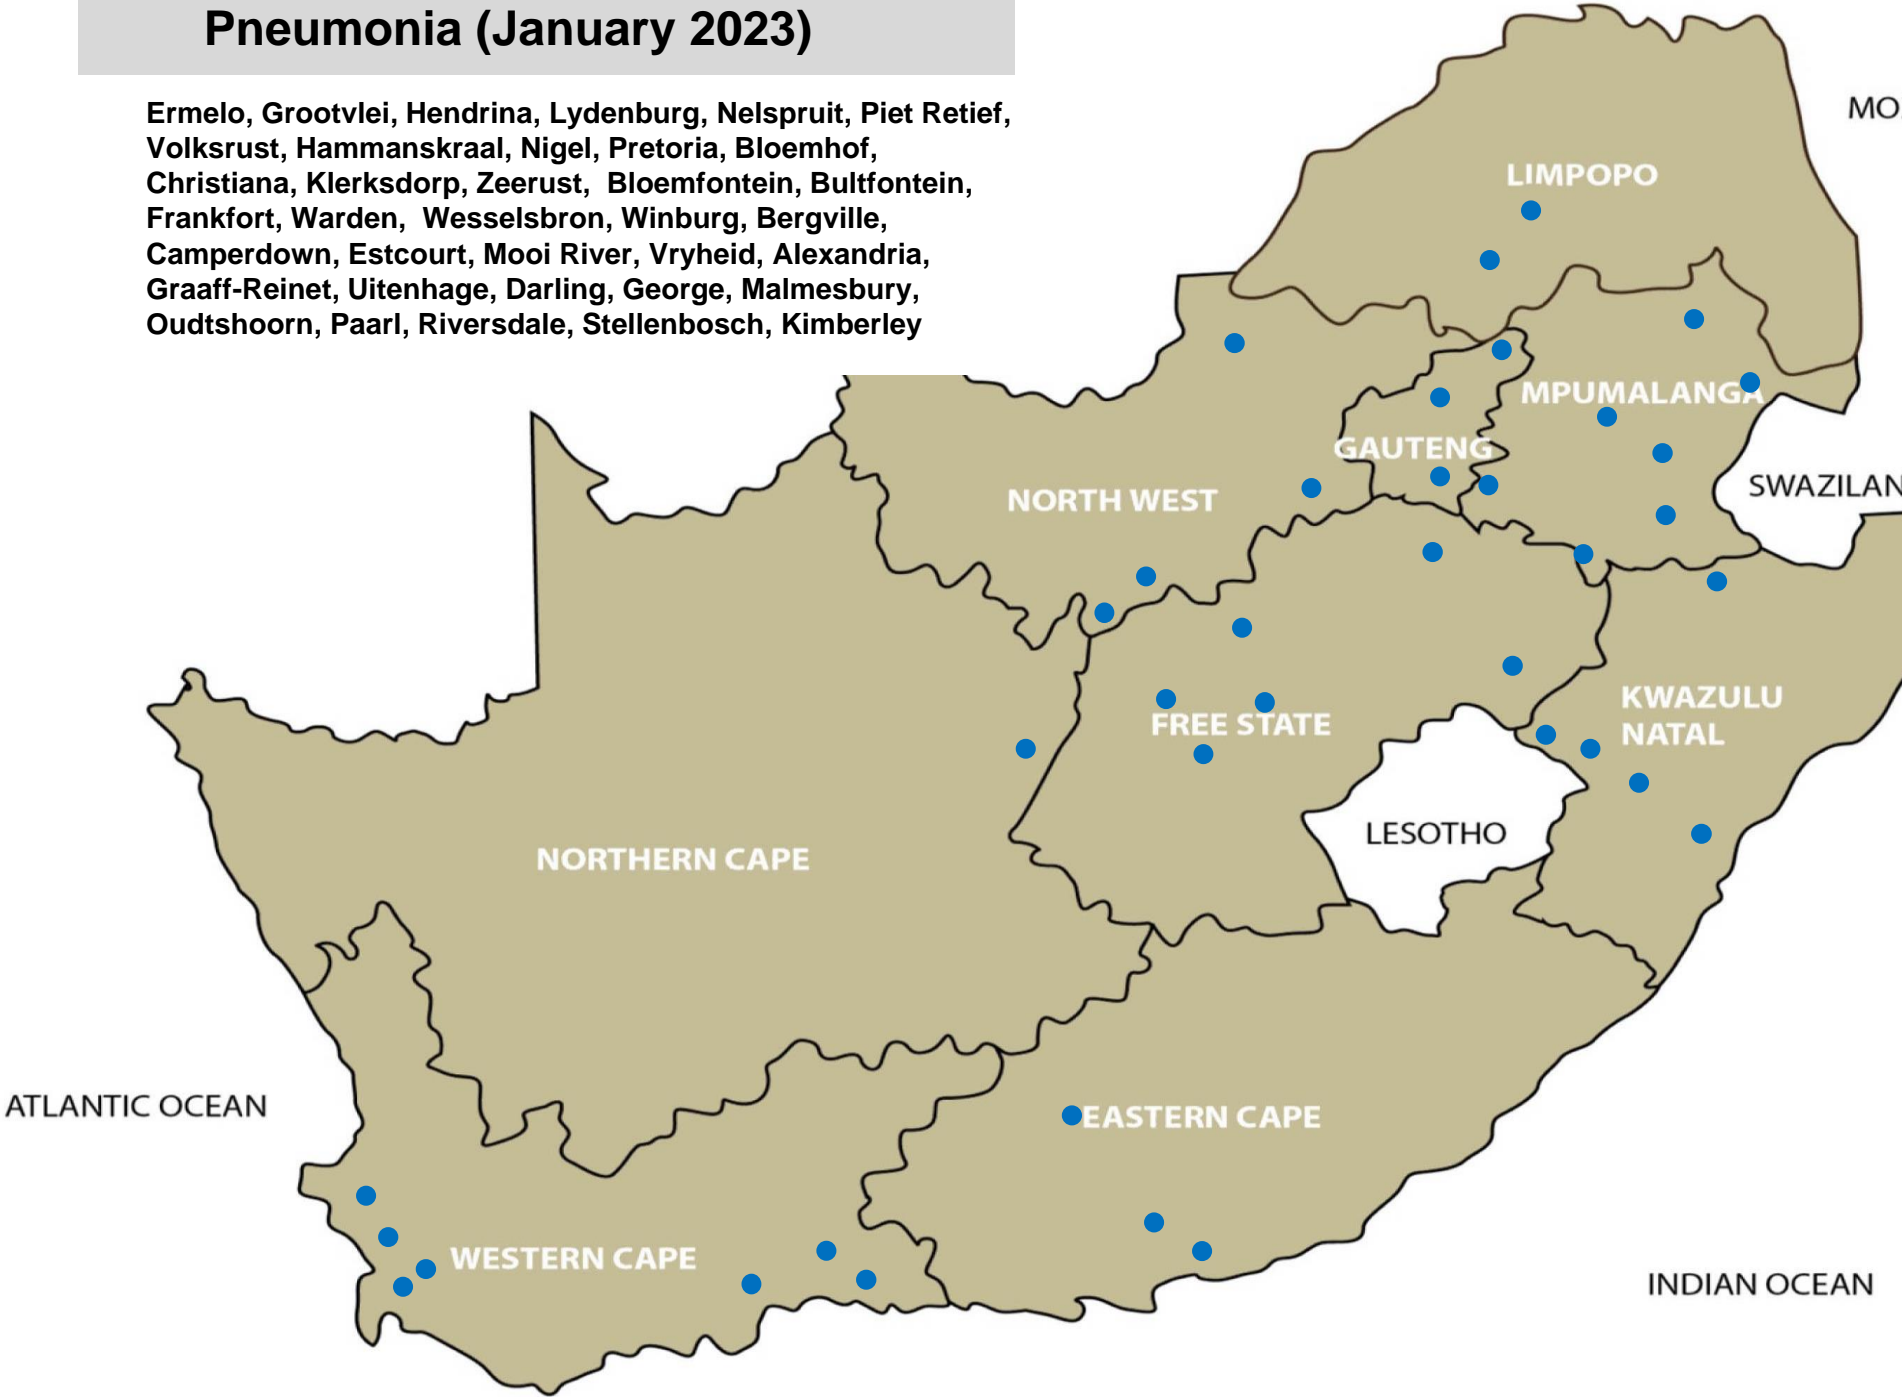 Pneumonia (January 2023)
Ermelo, Grootvlei, Hendrina, Lydenburg, Nelspruit, Piet Retief,
Volksrust, Hammanskraal, Nigel, Pretoria, Bloemhof,
Christiana, Klerksdorp, Zeerust, Bloemfontein, Bultfontein,
Frankfort, Warden, Wesselsbron, Winburg, Bergville,
Camperdown, Estcourt, Mooi River, Vryheid, Alexandria,
Graaff-Reinet, Uitenhage, Darling, George, Malmesbury,
Oudtshoorn, Paarl, Riversdale, Stellenbosch, Kimberley
MO
LIMPOPO
MPUMALANGA
GAUTENG
SWAZILAN
NORTH WEST
KWAZULU
NATAL
FREE STATE
LESOTHO
NORTHERN CAPE
ATLANTIC OCEAN
EASTERN CAPE
WESTERN CAPE
INDIAN OCEAN